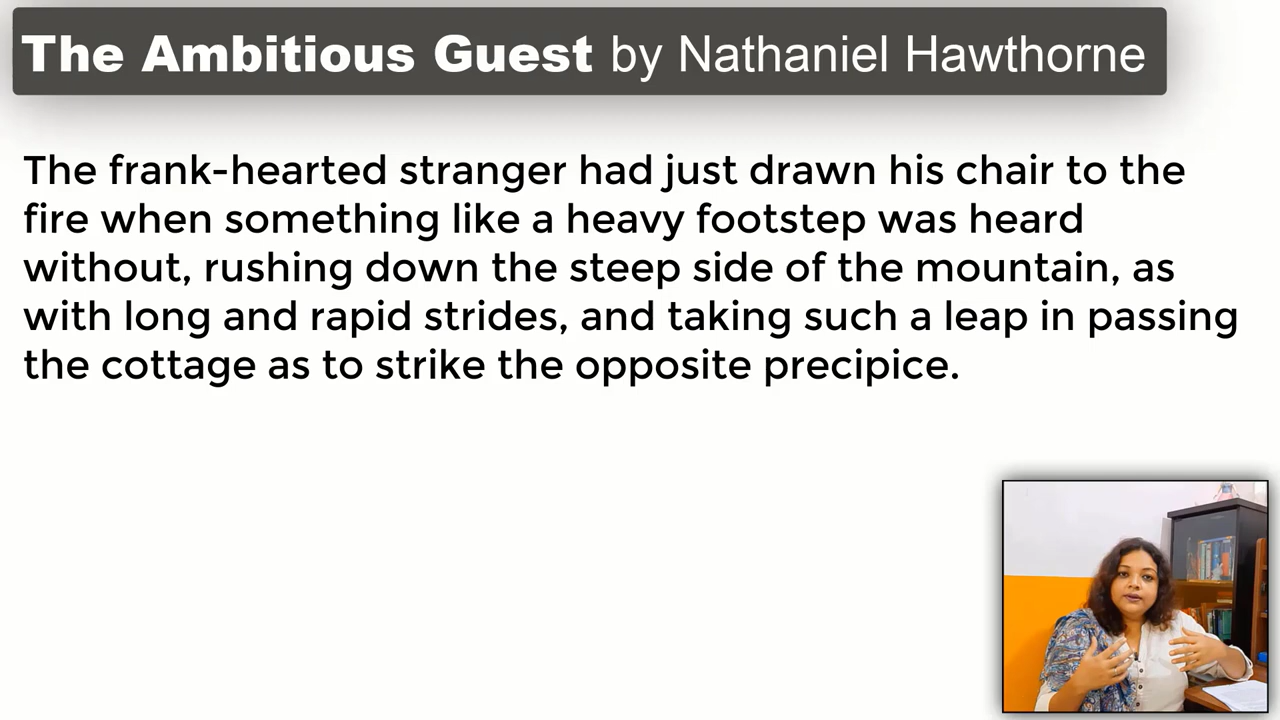 The Ambitious Guest by Nathaniel Hawthorne
The frank-hearted stranger had just drawn his chair to the
fire when something like a heavy footstep was heard
without, rushing down the steep side of the mountain, as
with long and rapid strides, and taking such a leap in passing
the cottage as to strike the opposite precipice.